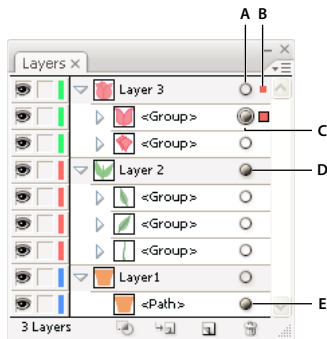 A B
Layers ×
Layer 3
<Group>
C
<Group>
Layer 2
D
<Group>
<Group>
<Group>
Layer1
<Path>
E
3 Layers